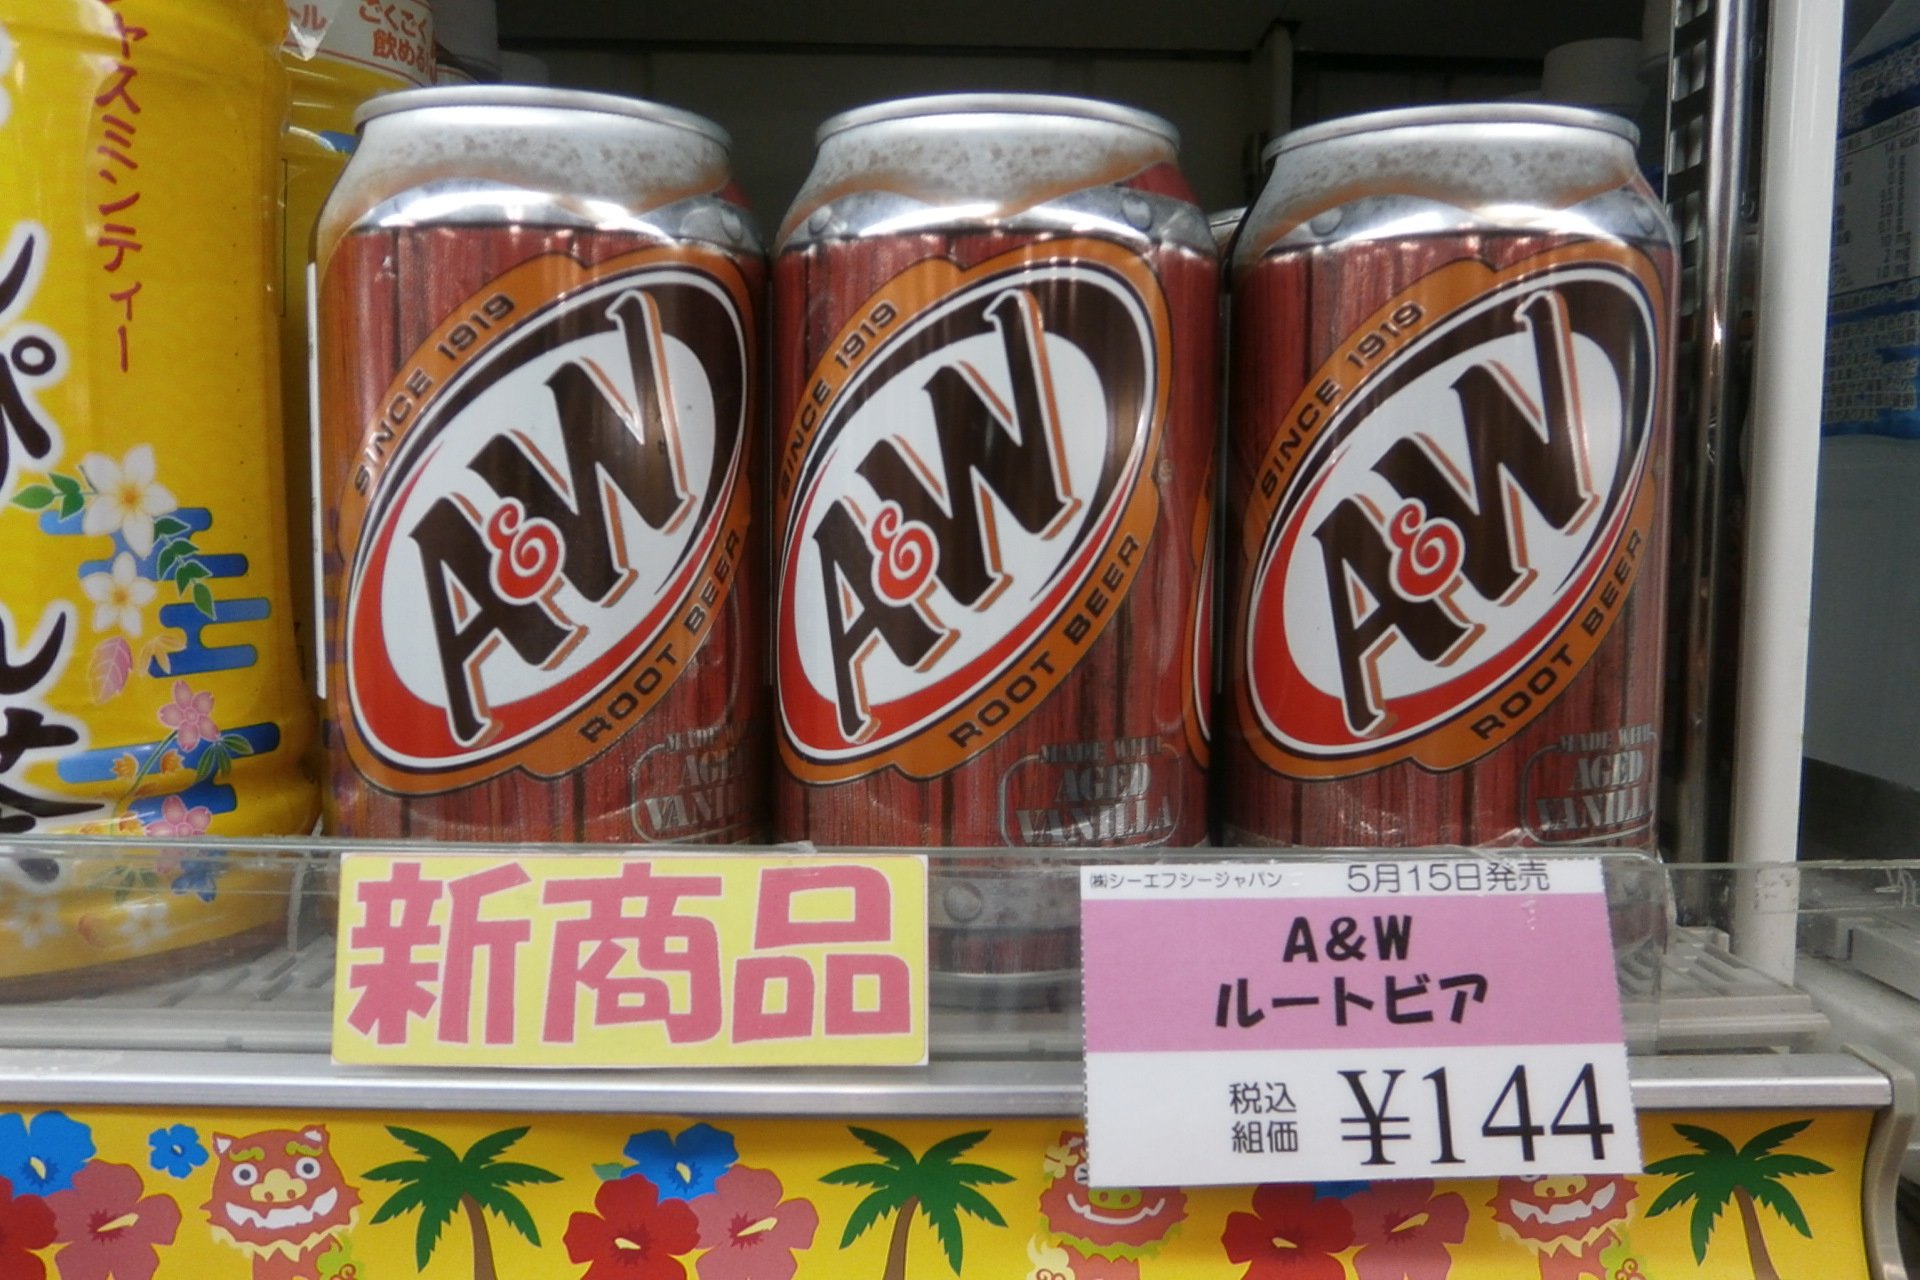 ごくごく
飲める
ジャスミンティー
SINCE 1919
A&W
ROOT BEER
MADE WITH
AGED
VANILLA
SINCE 1919
A&W
ROOT BEER
MADE WITH
AGED
VANILLA
SINCE 1919
A&W
ROOT BEER
MADE WITH
AGED
VANILLA
新商品
㈱シーエフシージャパン 5月15日発売
A&W
ルートビア
税込
組価 ¥144